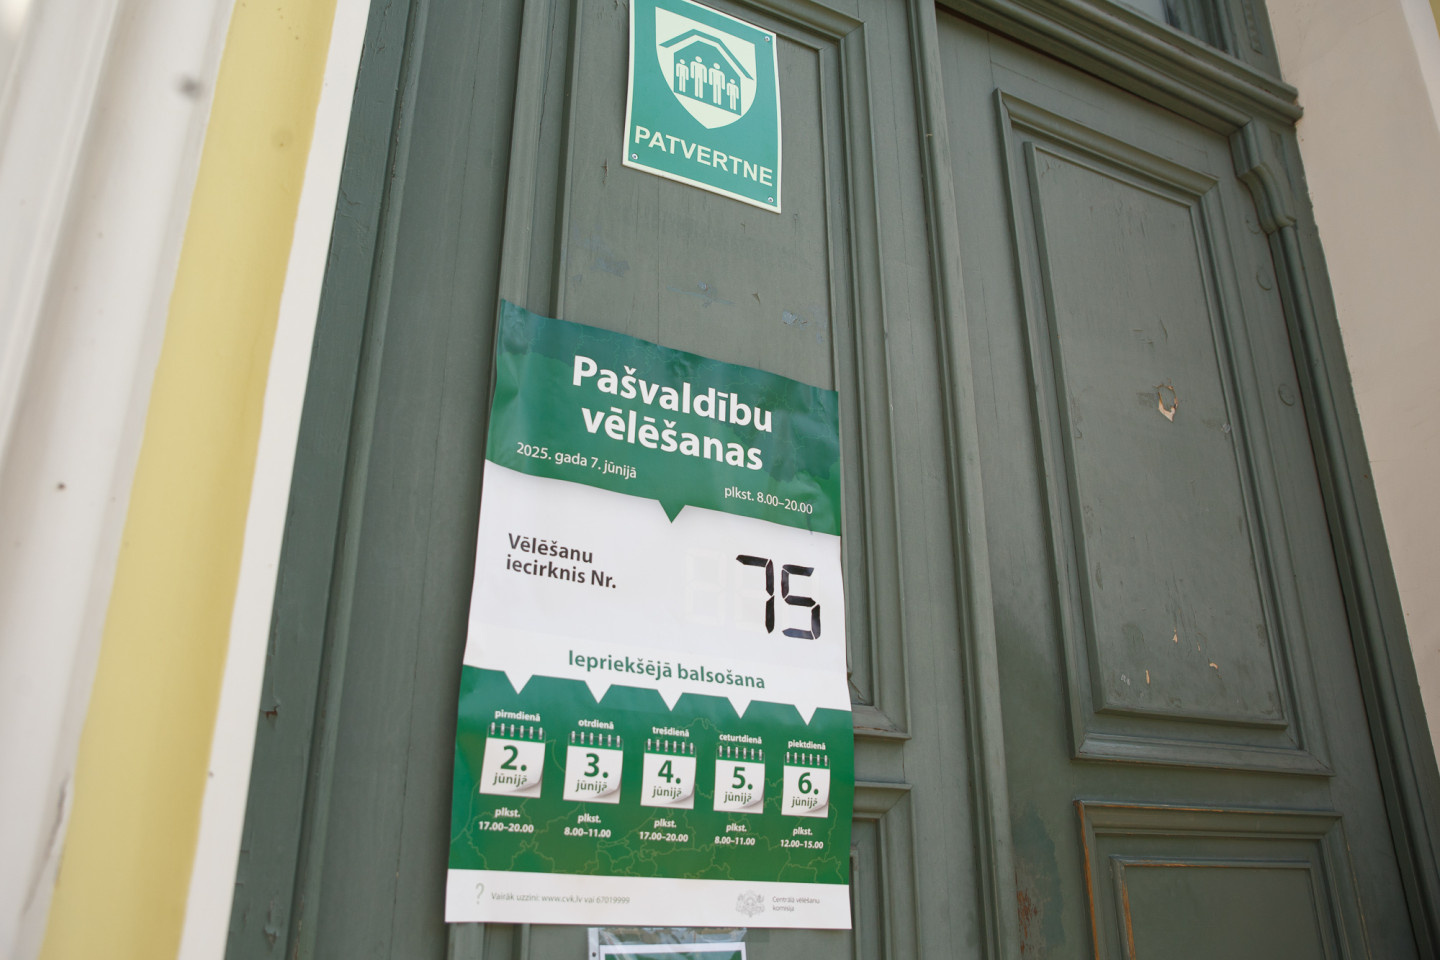 PATVERTNE
Pašvaldību
vēlēšanas
2025. gada 7. jūnijā
plkst. 8.00–20.00
Vēlēšanu
iecirknis Nr.
75
Iepriekšējā balsošana
pirmdienā
2.
jūnijā
plkst.
17.00–20.00
otrdienā
3.
jūnijā
plkst.
8.00–11.00
trešdienā
4.
jūnijā
plkst.
17.00–20.00
ceturtdienā
5.
jūnijā
plkst.
8.00–11.00
piektdienā
6.
jūnijā
plkst.
12.00–15.00
? Vairāk uzzini: www.cvk.lv vai 67019999
Centrālā vēlēšanu
komisija